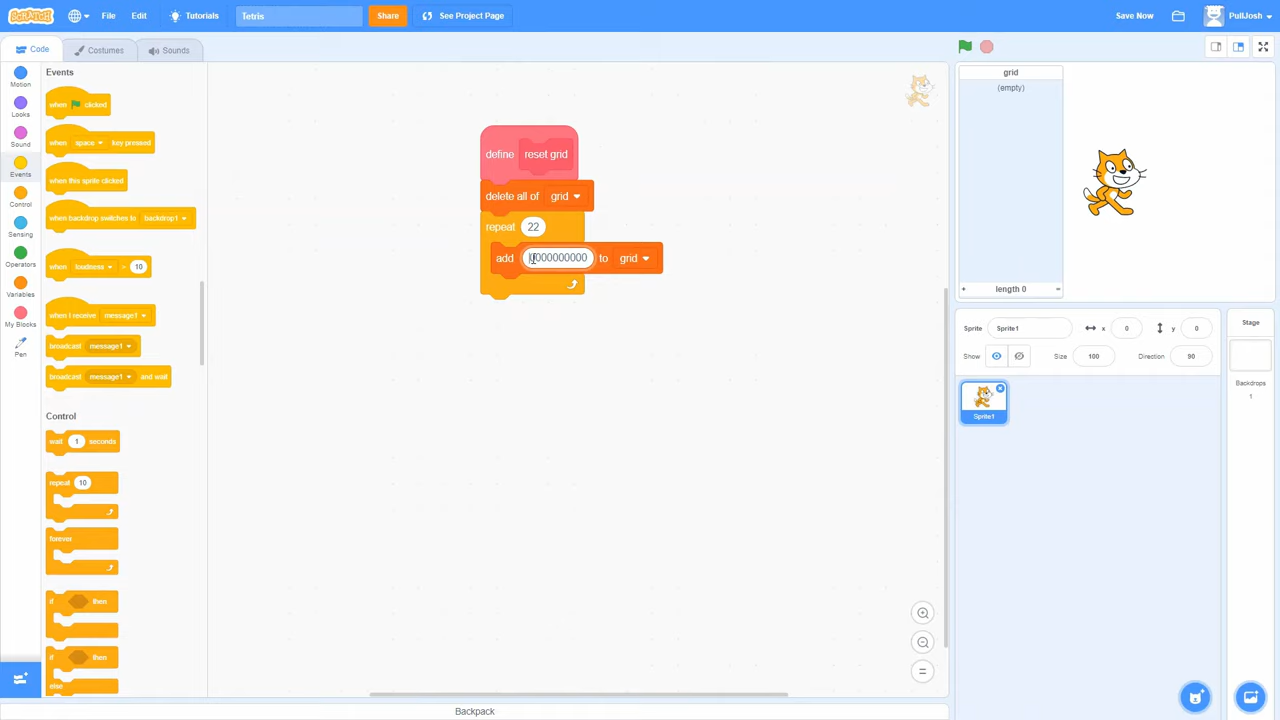 SCRATCH File Edit Tutorials Tetris Share See Project Page Save Now PullJosh
Code Costumes Sounds
Motion
Looks
Sound
Events
Control
Sensing
Operators
Variables
My Blocks
Pen
Events
when clicked
when space key pressed
when this sprite clicked
when backdrop switches to backdrop1
when loudness > 10
when I receive message1
broadcast message1
broadcast message1 and wait
Control
wait 1 seconds
repeat 10
forever
if then
if then
else
define reset grid
delete all of grid
repeat 22
add 0000000000 to grid
grid
(empty)
+ length 0 =
Sprite Sprite1 x 0 y 0
Show Size 100 Direction 90
Sprite1
Stage
Backdrops
1
Backpack